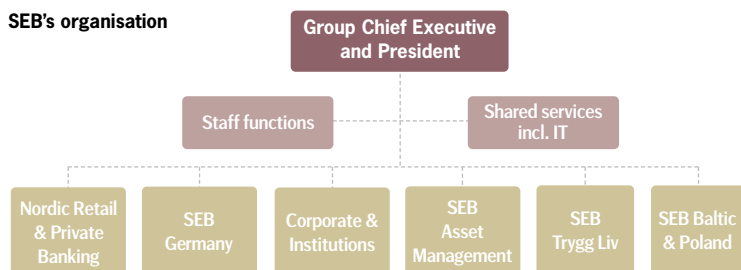 SEB's organisation
Group Chief Executive
and President
Staff functions
Shared services
incl. IT
Nordic Retail
& Private
Banking
SEB
Germany
Corporate &
Institutions
SEB
Asset
Management
SEB
Trygg Liv
SEB Baltic
& Poland